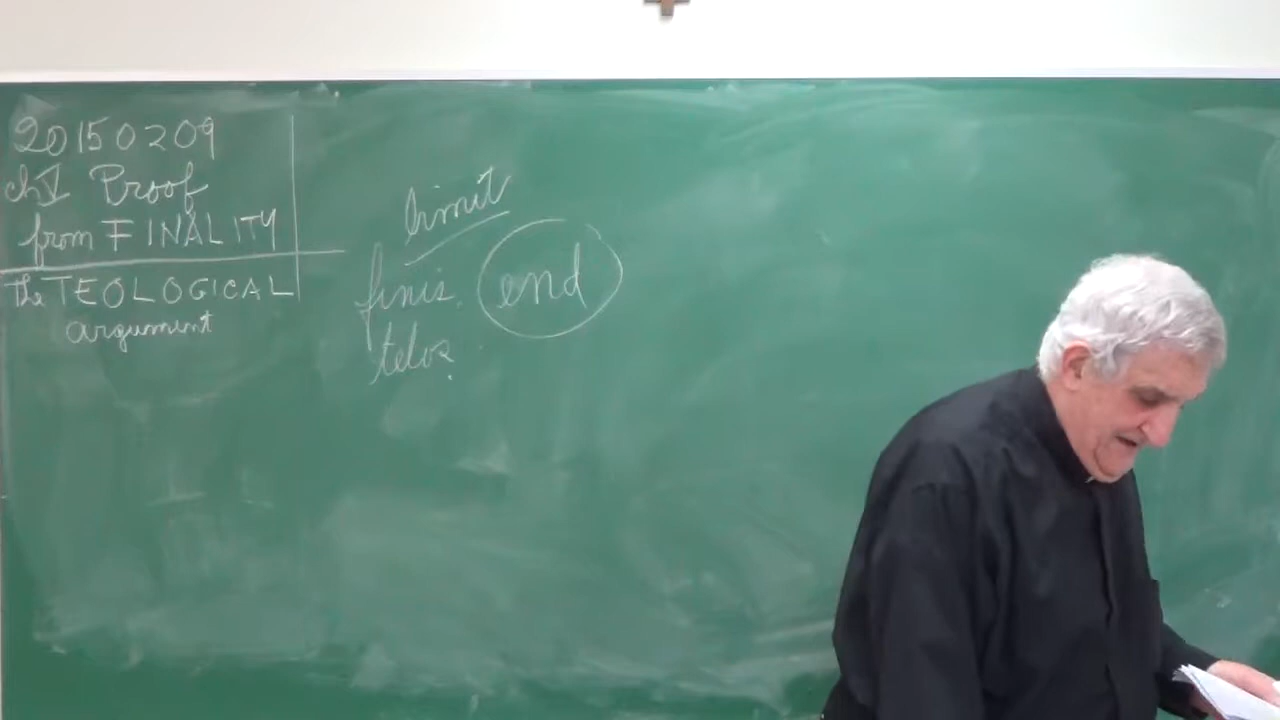 20150209
ch V Proof
from FINALITY
the TEOLOGICAL
argument
limit
finis. end
telos.